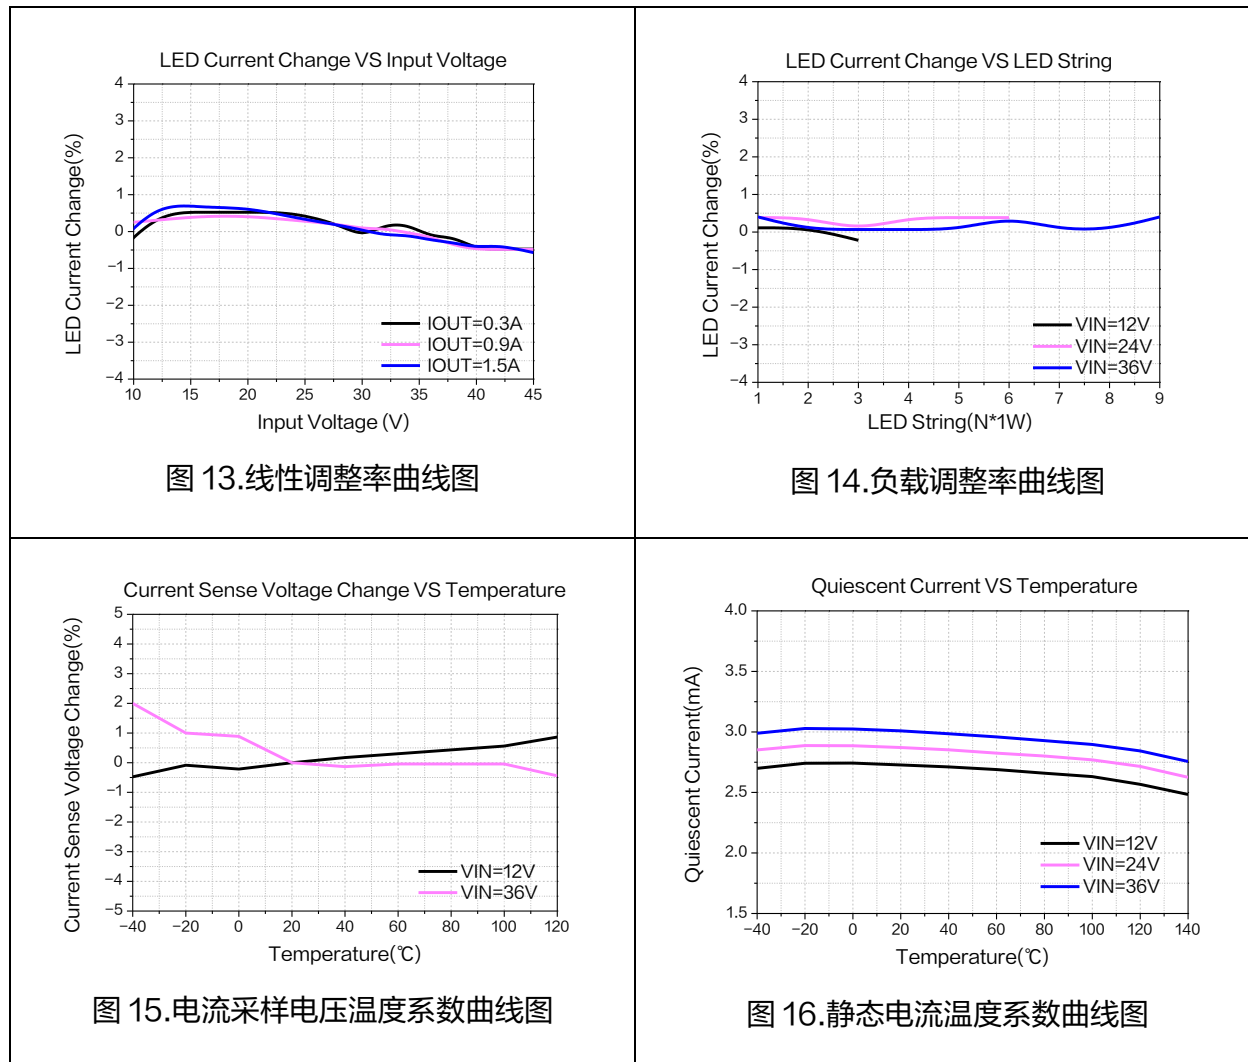 LED Current Change VS Input Voltage
LED Current Change(%)
4
3
2
1
0
−1
−2
−3
−4
IOUT=0.3A
IOUT=0.9A
IOUT=1.5A
10 15 20 25 30 35 40 45
Input Voltage (V)
图 13.线性调整率曲线图
LED Current Change VS LED String
LED Current Change(%)
4
3
2
1
0
−1
−2
−3
−4
VIN=12V
VIN=24V
VIN=36V
1 2 3 4 5 6 7 8 9
LED String(N*1W)
图 14.负载调整率曲线图
Current Sense Voltage Change VS Temperature
Current Sense Voltage Change(%)
5
4
3
2
1
0
−1
−2
−3
−4
−5
VIN=12V
VIN=36V
−40 −20 0 20 40 60 80 100 120
Temperature(℃)
图 15.电流采样电压温度系数曲线图
Quiescent Current VS Temperature
Quiescent Current(mA)
4.0
3.5
3.0
2.5
2.0
1.5
VIN=12V
VIN=24V
VIN=36V
−40 −20 0 20 40 60 80 100 120 140
Temperature(℃)
图 16.静态电流温度系数曲线图